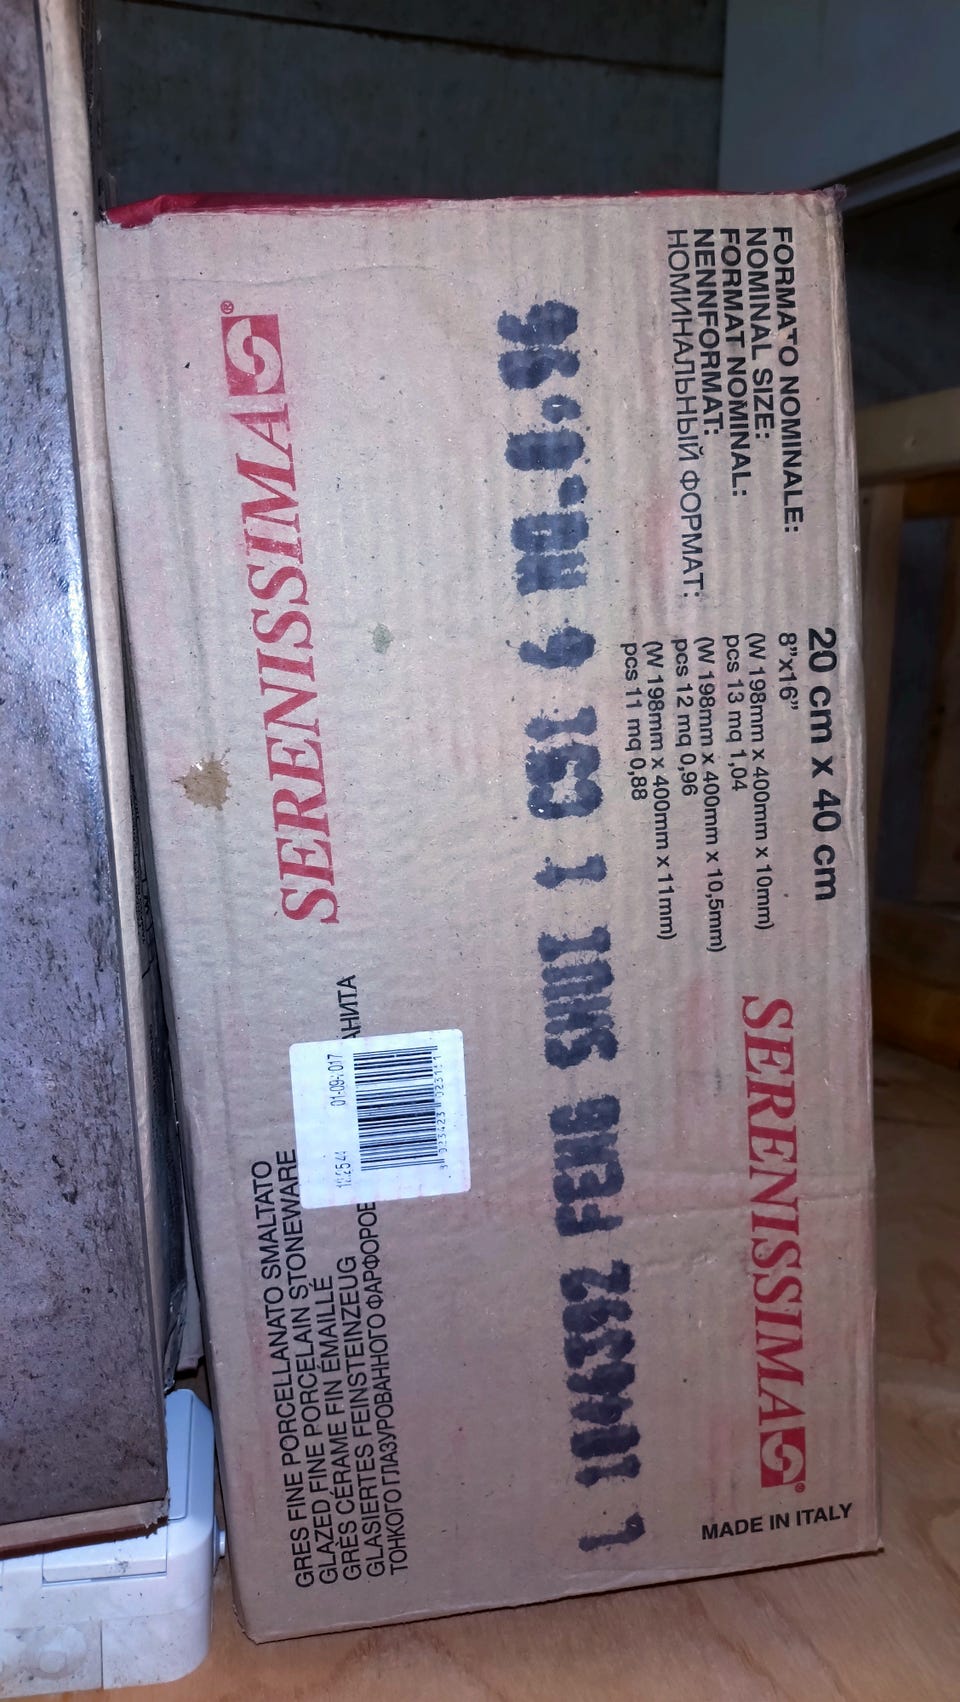 FORMATO NOMINALE:
NOMINAL SIZE:
FORMAT NOMINAL:
NENNFORMAT:
НОМИНАЛЬНЫЙ ФОРМАТ:
20 cm x 40 cm
8"x16"
(W 198mm x 400mm x 10mm)
pcs 13 mq 1,04
(W 198mm x 400mm x 10,5mm)
pcs 12 mq 0,96
(W 198mm x 400mm x 11mm)
pcs 11 mq 0,88
SERENISSIMA ®
MADE IN ITALY
SERENISSIMA ®
GRES FINE PORCELLANATO SMALTATO
GLAZED FINE PORCELAIN STONEWARE
GRÈS CÉRAME FIN ÉMAILLÉ
GLASIERTES FEINSTEINZEUG
ТОНКОГО ГЛАЗУРОВАННОГО